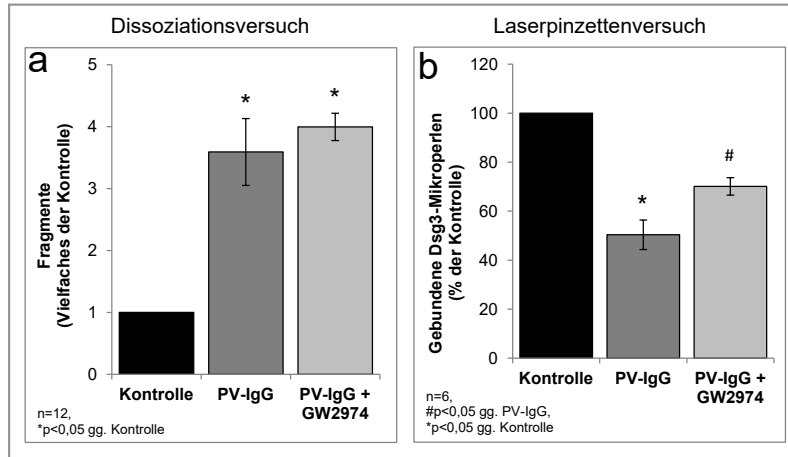 Dissoziationsversuch
a
Fragmente
(Vielfaches der Kontrolle)
5
4
3
2
1
0
*
*
Kontrolle
PV-IgG
PV-IgG +
GW2974
n=12,
*p<0,05 gg. Kontrolle
Laserpinzettenversuch
b
Gebundene Dsg3-Mikroperlen
(% der Kontrolle)
120
100
80
60
40
20
0
*
#
Kontrolle
PV-IgG
PV-IgG +
GW2974
n=6,
#p<0,05 gg. PV-IgG,
*p<0,05 gg. Kontrolle